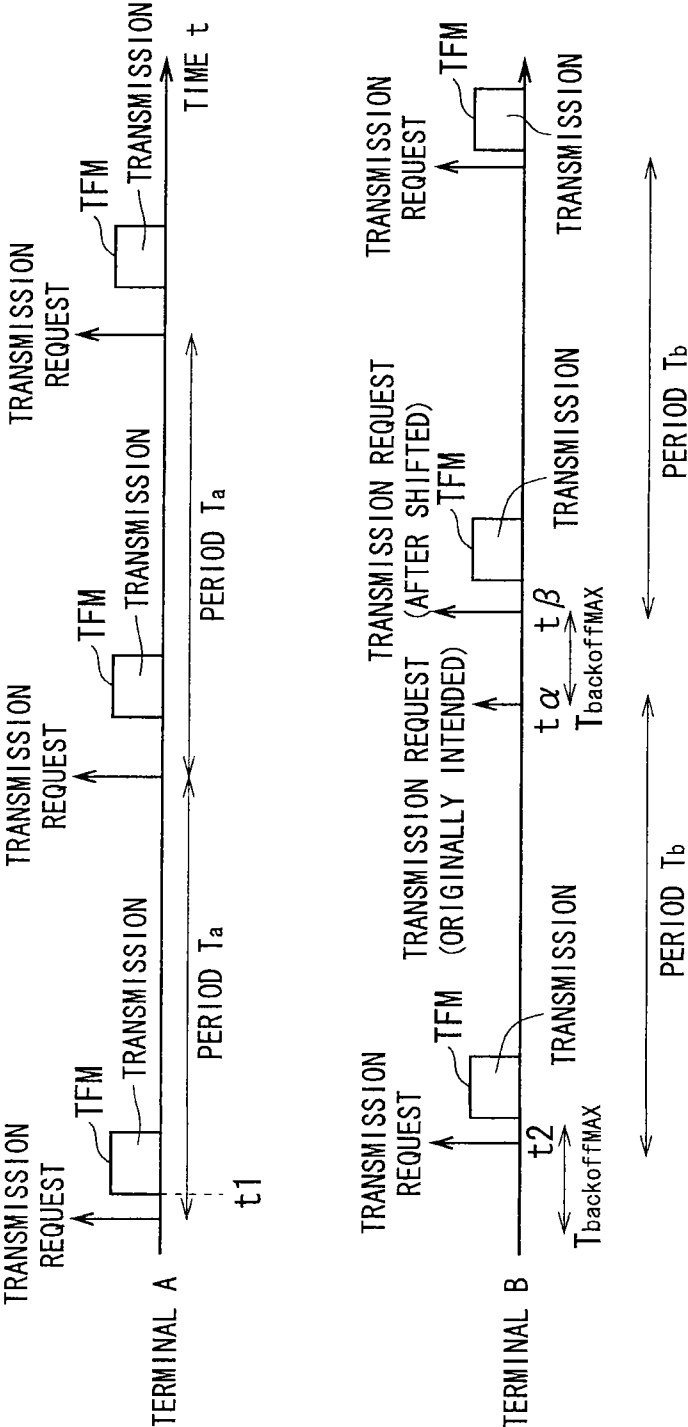 TRANSMISSION
REQUEST
TFM
TRANSMISSION
TRANSMISSION
REQUEST
TFM
TRANSMISSION
TRANSMISSION
REQUEST
TFM
TRANSMISSION
TERMINAL A
t1
PERIOD Ta
PERIOD Ta
TIME t
TRANSMISSION
REQUEST
TFM
TRANSMISSION
TRANSMISSION REQUEST
(ORIGINALLY INTENDED)
TRANSMISSION REQUEST
(AFTER SHIFTED)
TFM
TRANSMISSION
TRANSMISSION
REQUEST
TFM
TRANSMISSION
TERMINAL B
t2
TbackoffMAX
tα
tβ
TbackoffMAX
PERIOD Tb
PERIOD Tb